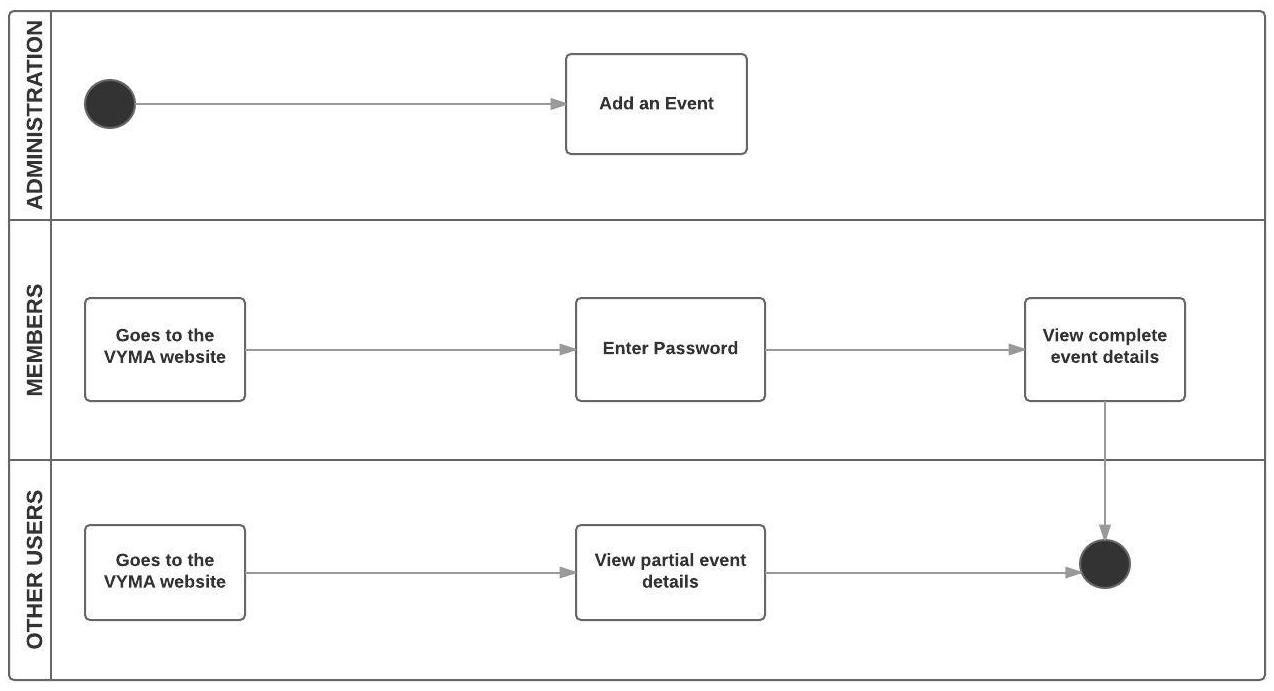 ADMINISTRATION
Add an Event
MEMBERS
Goes to the
VYMA website
Enter Password
View complete
event details
OTHER USERS
Goes to the
VYMA website
View partial event
details